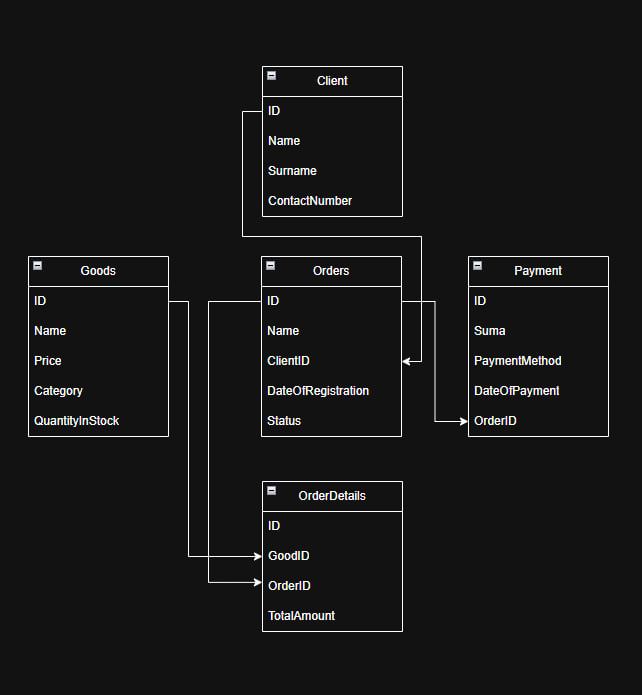 Client
ID
Name
Surname
ContactNumber
Goods
ID
Name
Price
Category
QuantityInStock
Orders
ID
Name
ClientID
DateOfRegistration
Status
Payment
ID
Suma
PaymentMethod
DateOfPayment
OrderID
OrderDetails
ID
GoodID
OrderID
TotalAmount